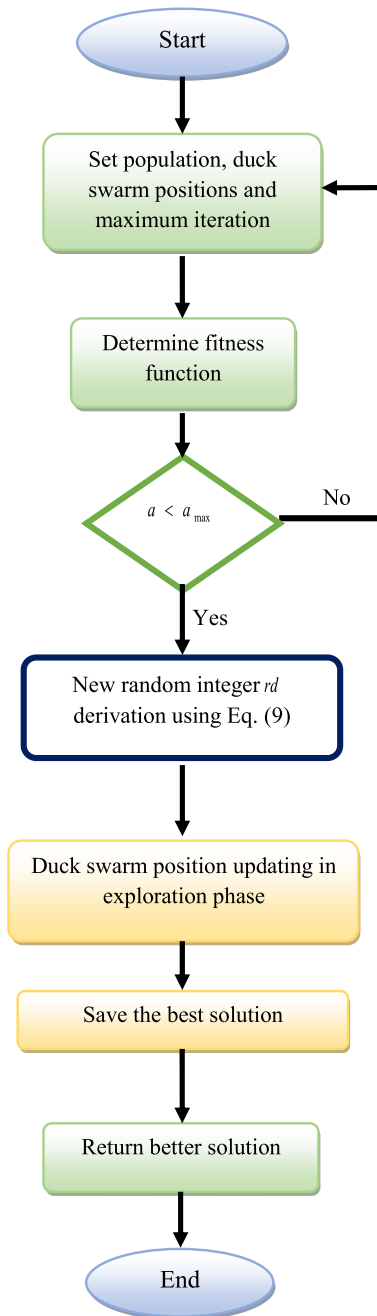 Start
Set population, duck
swarm positions and
maximum iteration
Determine fitness
function
a < a max
No
Yes
New random integer rd
derivation using Eq. (9)
Duck swarm position updating in
exploration phase
Save the best solution
Return better solution
End